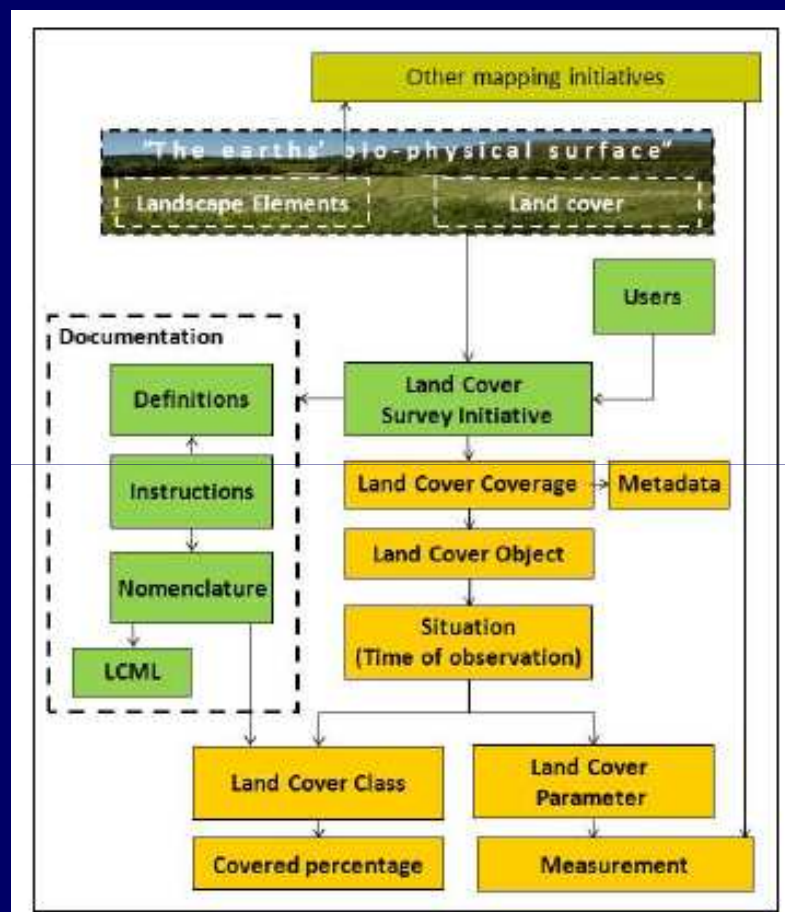 Other mapping initiatives
"The earths' bio-physical surface"
Landscape Elements
Land cover
Users
Documentation
Definitions
Land Cover
Survey Initiative
Instructions
Land Cover Coverage
Metadata
Land Cover Object
Nomenclature
Situation
(Time of observation)
LCML
Land Cover Class
Land Cover
Parameter
Covered percentage
Measurement